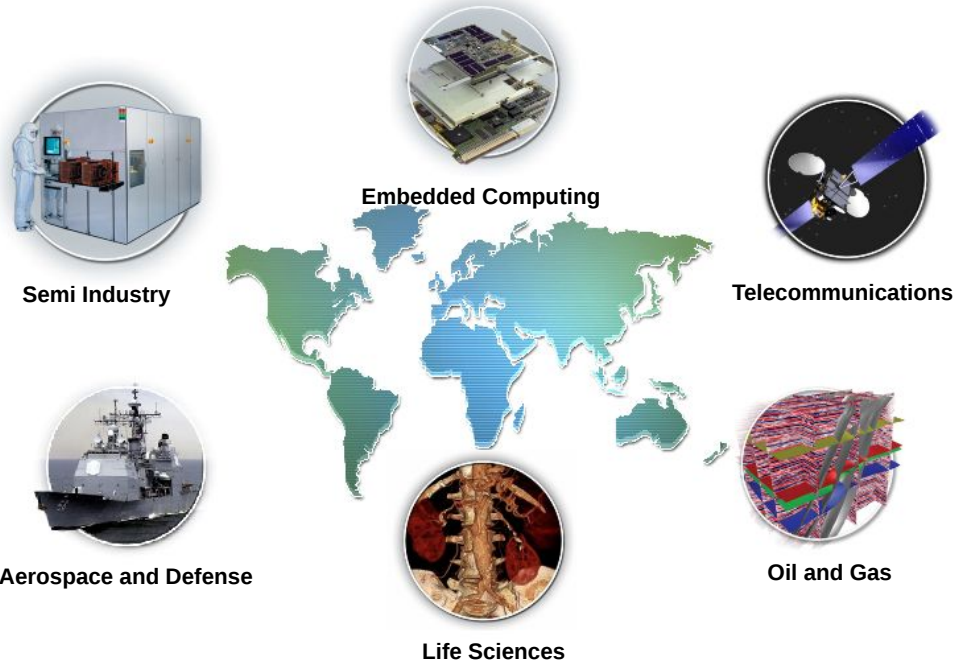 Embedded Computing
Semi Industry
Telecommunications
Aerospace and Defense
Oil and Gas
Life Sciences